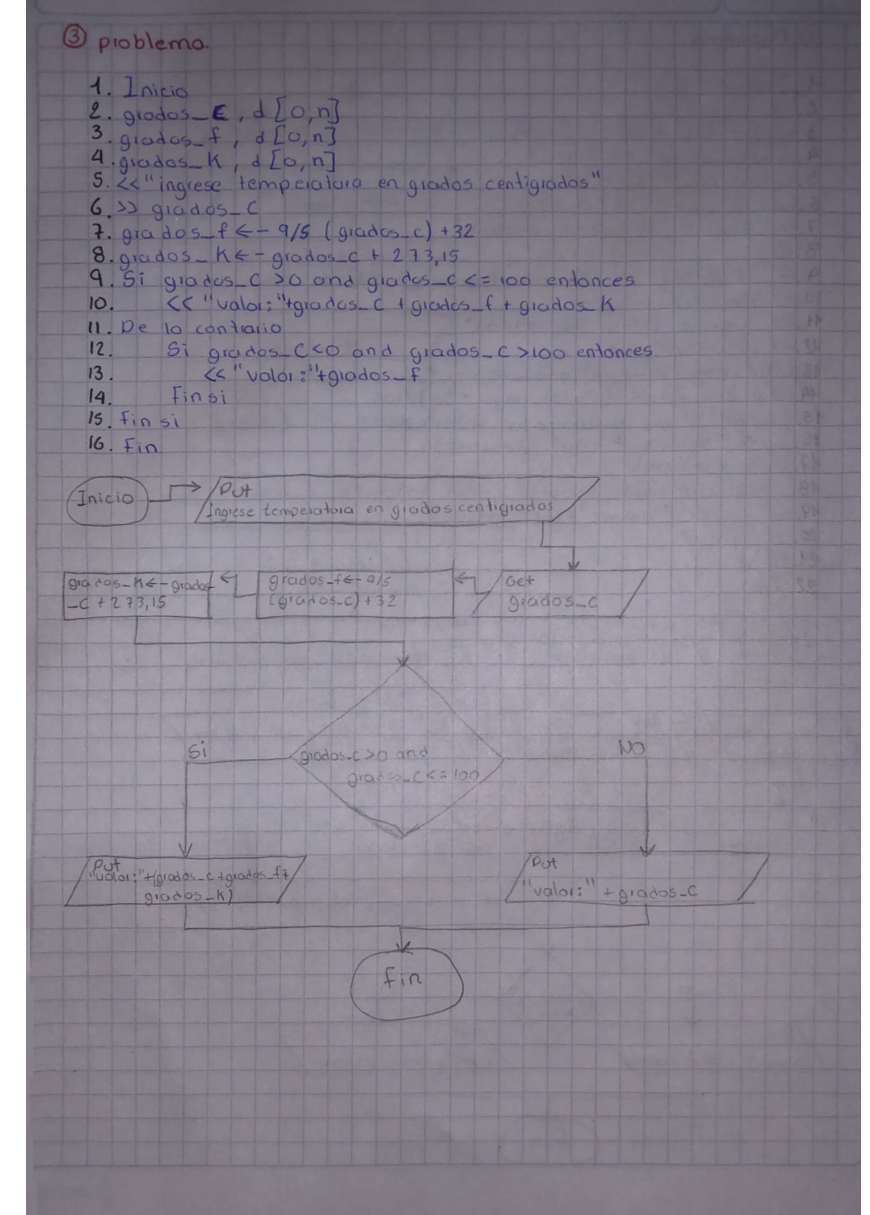 ③ problema.
1. Inicio
2. grados_C, d [0,n]
3. grados_f, d [0,n]
4. grados_K, d [0,n]
5. <<"ingrese temperatura en grados centigrados"
6. >> grados_C
7. grados_f ← 9/5 (grados_c) +32
8. grados_K ← grados_c + 273,15
9. Si grados_C >0 and grados_C <= 100 entonces
10. << "valor:"+grados_C + grados_f + grados_K
11. De lo contrario
12. Si grados_C<0 and grados_C >100 entonces
13. << "valor:"+grados_f
14. Fin si
15. Fin si
16. Fin
Inicio
Put
Ingrese temperatura en grados centigrados
grados_K ← grados
_C + 273,15
grados_f ← 9/5
(grados_C) + 32
Get
grados_C
Si
grados_c >0 and
grados_C <= 100
NO
Put
"valor:"+(grados_c+grados_f+
grados_K)
Put
"valor:" + grados_C
Fin